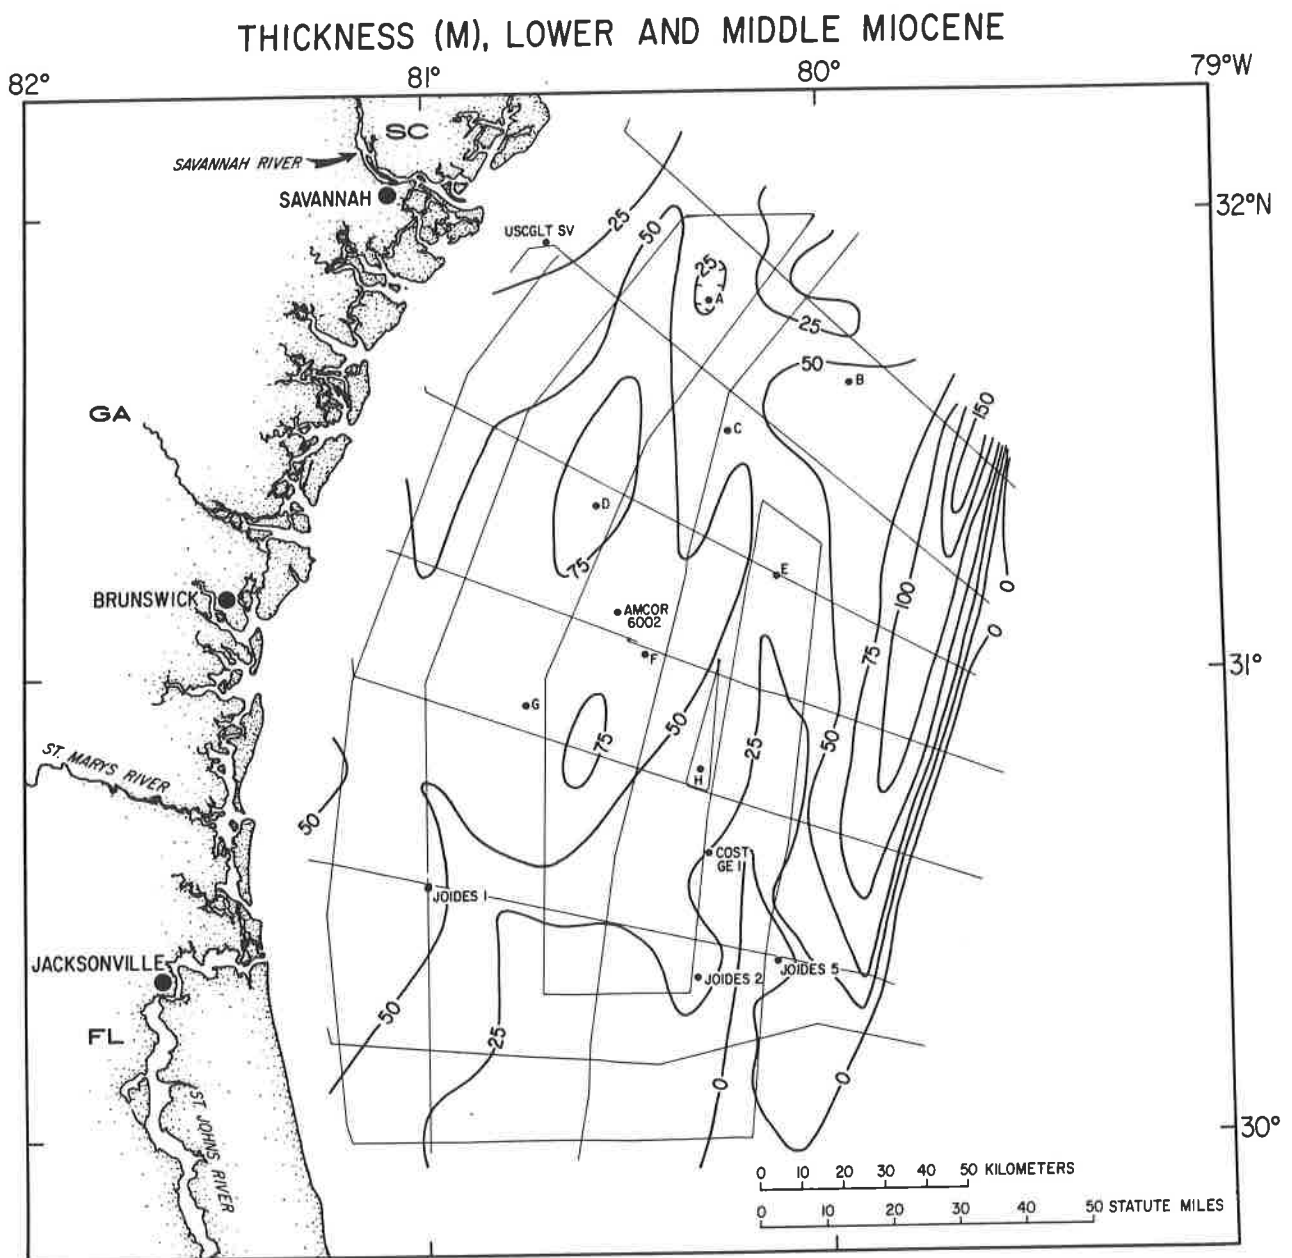 THICKNESS (M), LOWER AND MIDDLE MIOCENE
82°
81°
80°
79°W
SC
SAVANNAH RIVER
SAVANNAH
32°N
25
50
USCGLT SV
25
A
25
50
B
150
GA
C
D
75
E
100
0
BRUNSWICK
AMCOR
6002
0
F
75
31°
G
50
75
25
50
ST. MARYS RIVER
H
50
COST
GE 1
JOIDES 1
JACKSONVILLE
JOIDES 2
JOIDES 5
50
25
FL
0
0
ST. JOHNS RIVER
30°
0 10 20 30 40 50 KILOMETERS
0 10 20 30 40 50 STATUTE MILES